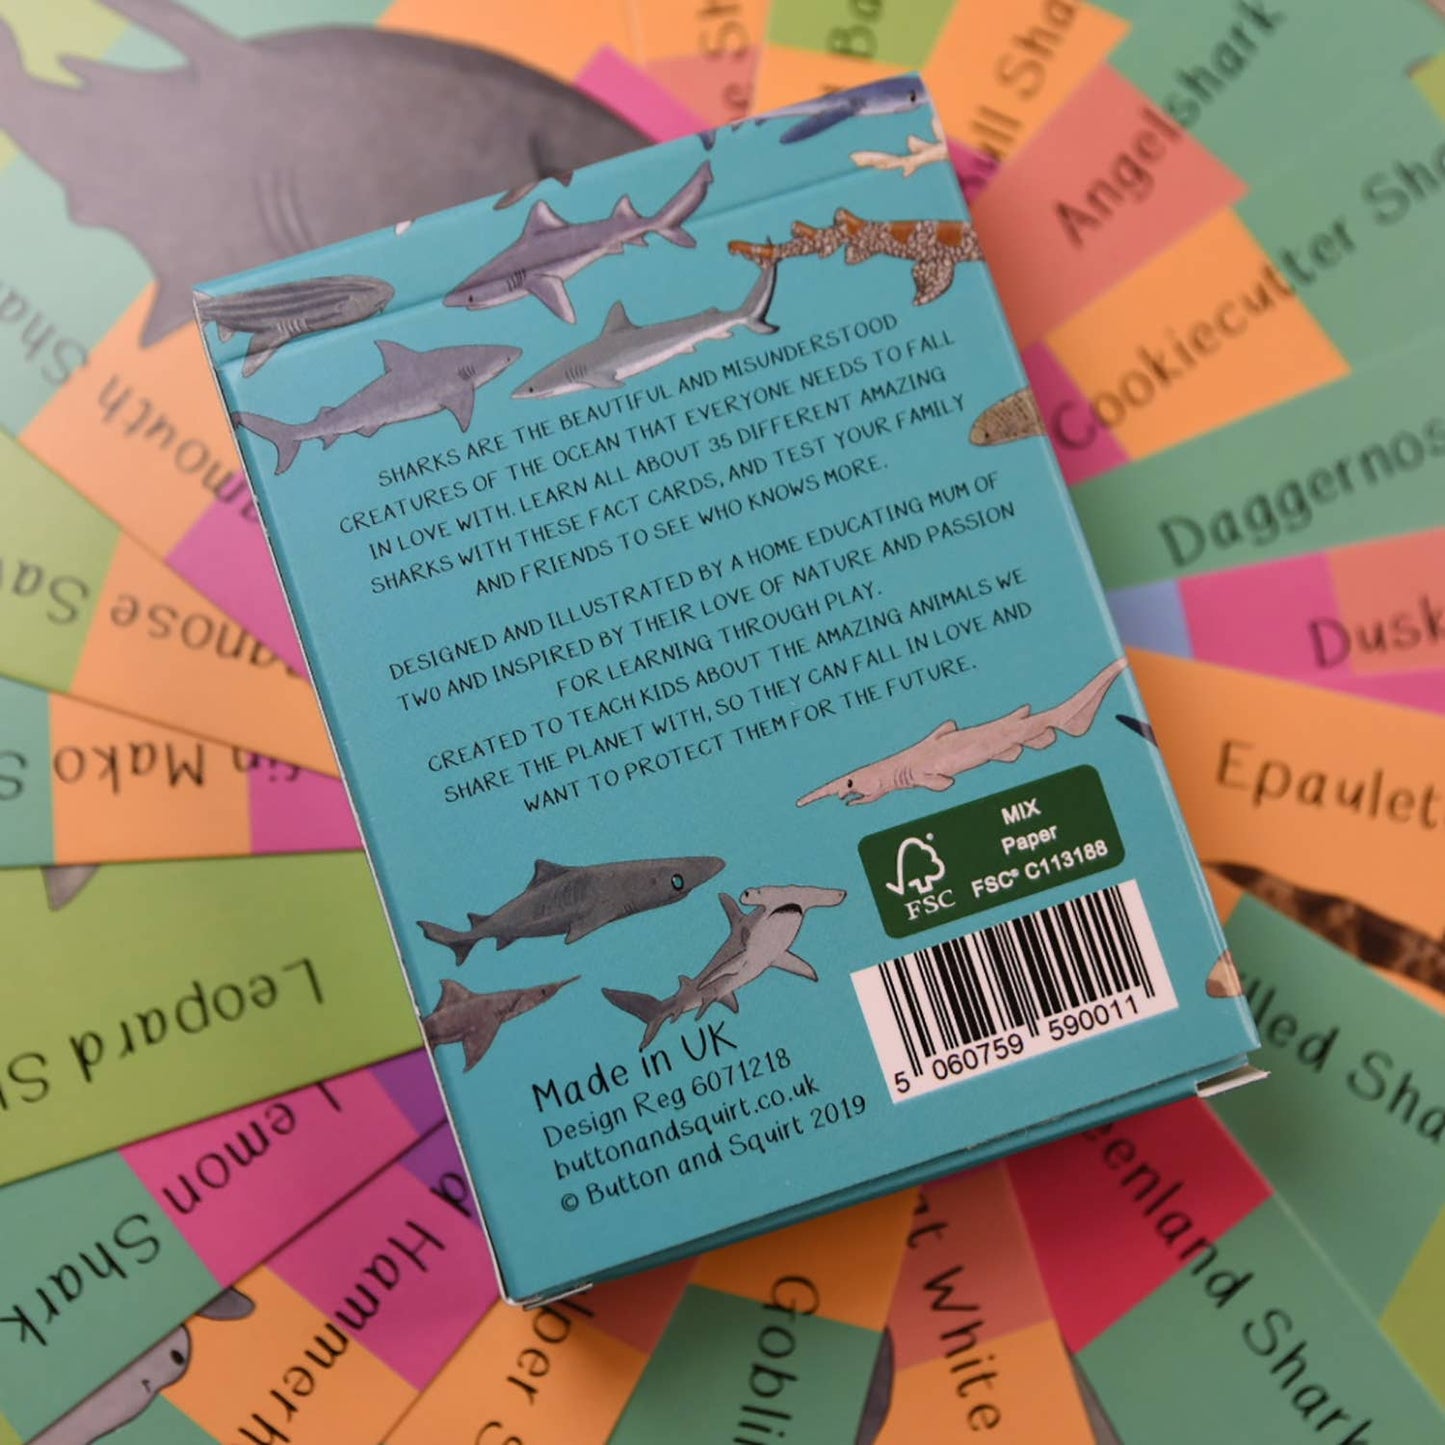 SHARKS ARE THE BEAUTIFUL AND MISUNDERSTOOD
CREATURES OF THE OCEAN THAT EVERYONE NEEDS TO FALL
IN LOVE WITH. LEARN ALL ABOUT 35 DIFFERENT AMAZING
SHARKS WITH THESE FACT CARDS, AND TEST YOUR FAMILY
AND FRIENDS TO SEE WHO KNOWS MORE.
DESIGNED AND ILLUSTRATED BY A HOME EDUCATING MUM OF
TWO AND INSPIRED BY THEIR LOVE OF NATURE AND PASSION
FOR LEARNING THROUGH PLAY.
CREATED TO TEACH KIDS ABOUT THE AMAZING ANIMALS WE
SHARE THE PLANET WITH, SO THEY CAN FALL IN LOVE AND
WANT TO PROTECT THEM FOR THE FUTURE.
FSC
MIX
Paper
FSC® C113188
5 060759 590011
Made in UK
Design Reg 6071218
buttonandsquirt.co.uk
© Button and Squirt 2019
Angelshark
Cookiecutter
Epaulet
White
Greenland Shark
Mako
Leopard
Lemon
Shark